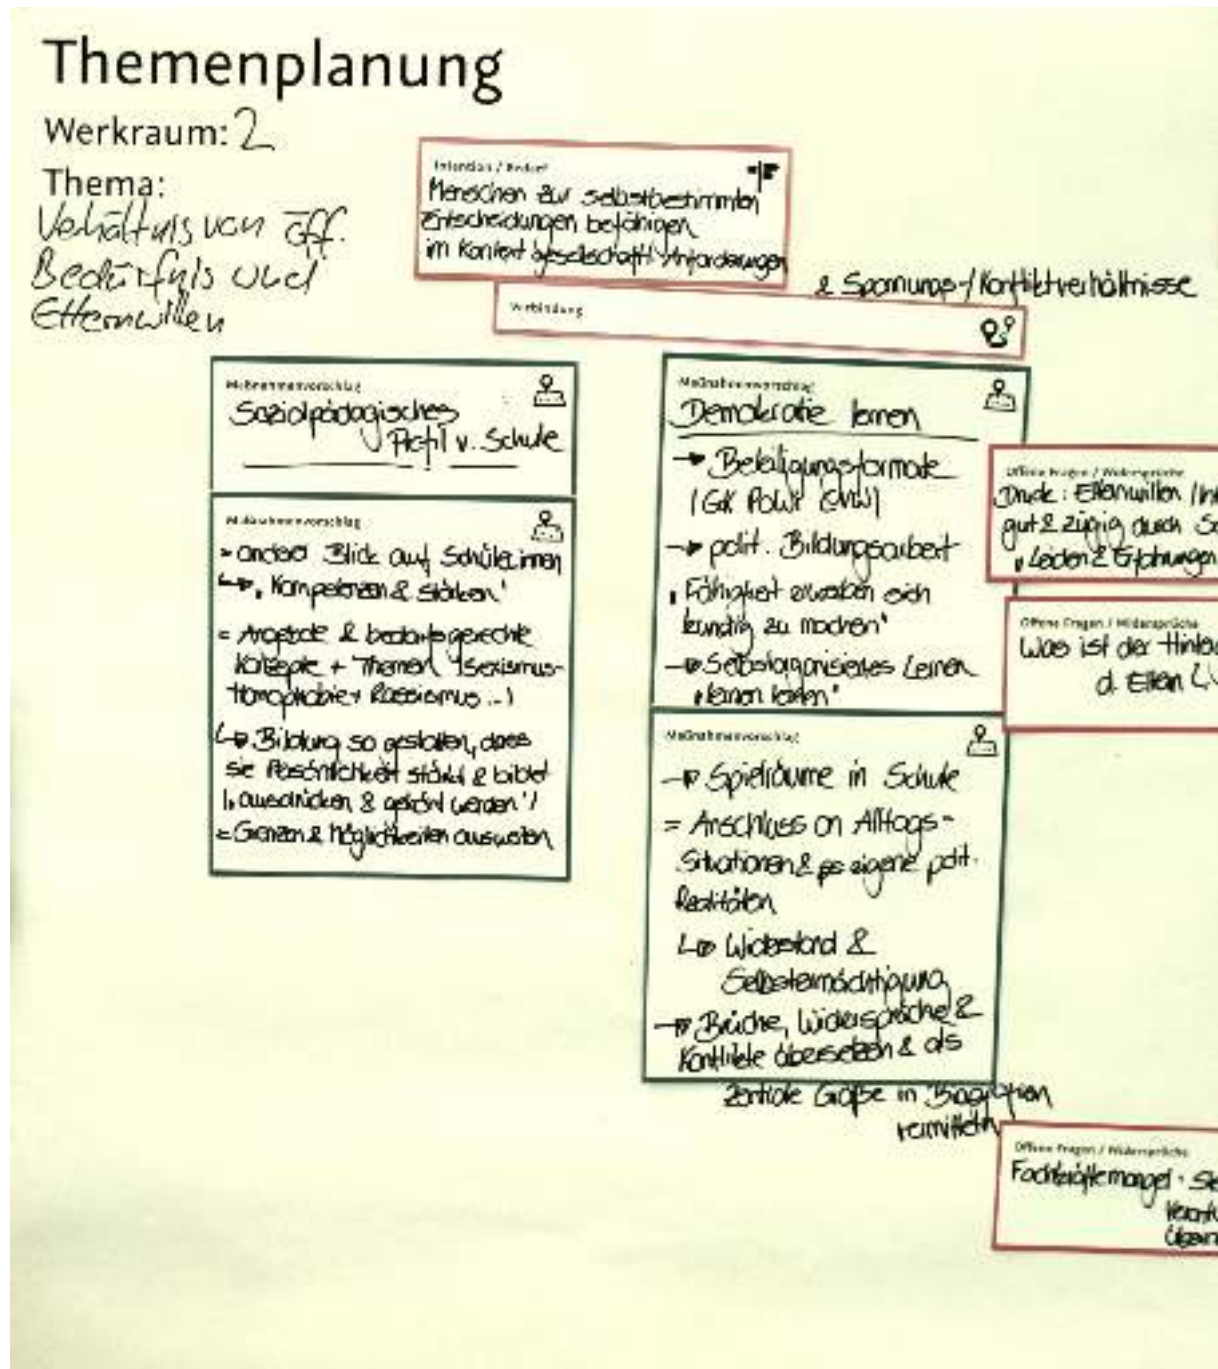 Themenplanung
Werkraum: 2
Thema:
Verhältnis von öff.
Bedürfnis und
Elternwillen
Intention / Bedarf
Menschen zur selbstbestimmten
Entscheidungen befähigen
im Kontext gesellschaftl. Anforderungen
& Spannungs-/Konfliktverhältnisse
Verbindung
Maßnahmenvorschlag
Sozialpädagogisches
Profil v. Schule
Maßnahmenvorschlag
= anderer Blick auf Schüler:innen
"Kompetenzen & stärken"
= Angebote & bedarfsgerechte
Konzepte + Themen (Sexismus-
Homophobie + Rassismus ...)
↳ Bildung so gestalten, dass
sie Persönlichkeit stärkt & bildet
("ausdrücken & gehört werden")
= Grenzen & Möglichkeiten ausweiten
Maßnahmenvorschlag
Demokratie lernen
→ Beteiligungsformate
→ polit. Bildungsarbeit
"Fähigkeit erwerben sich
kundig zu machen"
→ Selbstorganisiertes Lernen
"lernen lernen"
Maßnahmenvorschlag
→ Spielräume in Schule
= Anschluss an Alltags-
Situationen & eigene polit.
Realitäten
↳ Widerstand &
Selbstermächtigung
→ Brüche, Widersprüche &
Konflikte übersetzen & als
zentrale Größe in Biografien
vermitteln
Offene Fragen / Widersprüche
Druck: Elternwillen
gut & zügig durch
"Leiden & Erfahrungen
Offene Fragen / Widersprüche
Was ist der
d. Eltern
Offene Fragen / Widersprüche
Fachkräftemangel